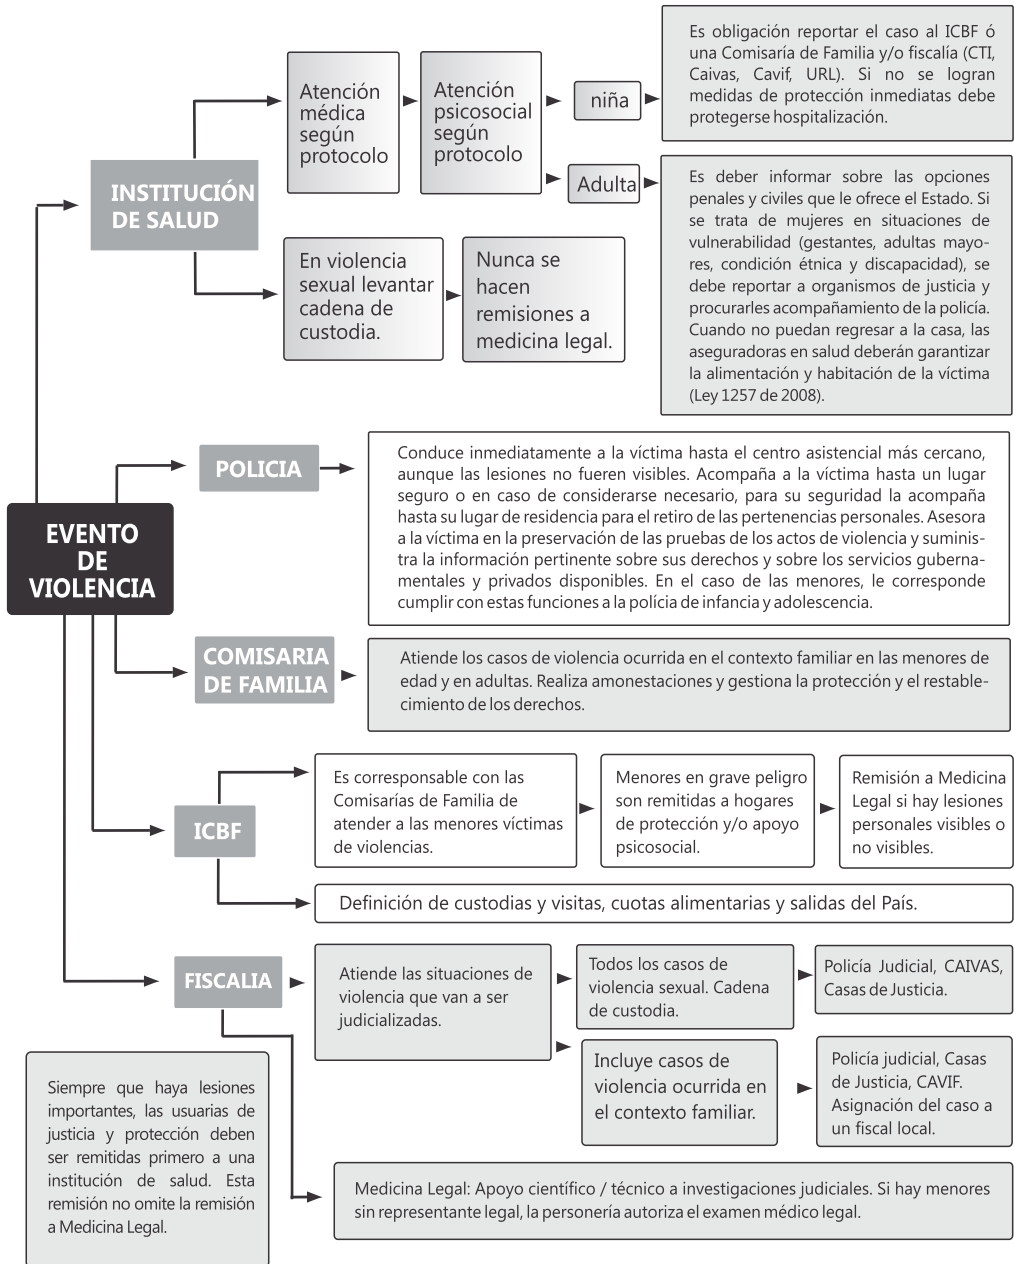 Es obligación reportar el caso al ICBF ó
una Comisaría de Familia y/o fiscalía (CTI,
Caivas, Cavif, URL). Si no se logran
medidas de protección inmediatas debe
protegerse hospitalización.
Atención
médica
según
protocolo
Atención
psicosocial
según
protocolo
niña
Adulta
Es deber informar sobre las opciones
penales y civiles que le ofrece el Estado. Si
se trata de mujeres en situaciones de
vulnerabilidad (gestantes, adultas mayo-
res, condición étnica y discapacidad), se
debe reportar a organismos de justicia y
procurarles acompañamiento de la policía.
Cuando no puedan regresar a la casa, las
aseguradoras en salud deberán garantizar
la alimentación y habitación de la víctima
(Ley 1257 de 2008).
INSTITUCIÓN
DE SALUD
En violencia
sexual levantar
cadena de
custodia.
Nunca se
hacen
remisiones a
medicina legal.
POLICIA
Conduce inmediatamente a la víctima hasta el centro asistencial más cercano,
aunque las lesiones no fueren visibles. Acompaña a la víctima hasta un lugar
seguro o en caso de considerarse necesario, para su seguridad la acompaña
hasta su lugar de residencia para el retiro de las pertenencias personales. Asesora
a la víctima en la preservación de las pruebas de los actos de violencia y suminis-
tra la información pertinente sobre sus derechos y sobre los servicios guberna-
mentales y privados disponibles. En el caso de las menores, le corresponde
cumplir con estas funciones a la polícia de infancia y adolescencia.
EVENTO
DE
VIOLENCIA
COMISARIA
DE FAMILIA
Atiende los casos de violencia ocurrida en el contexto familiar en las menores de
edad y en adultas. Realiza amonestaciones y gestiona la protección y el restable-
cimiento de los derechos.
ICBF
Es corresponsable con las
Comisarías de Familia de
atender a las menores víctimas
de violencias.
Menores en grave peligro
son remitidas a hogares
de protección y/o apoyo
psicosocial.
Remisión a Medicina
Legal si hay lesiones
personales visibles o
no visibles.
Definición de custodias y visitas, cuotas alimentarias y salidas del País.
FISCALIA
Atiende las situaciones de
violencia que van a ser
judicializadas.
Todos los casos de
violencia sexual. Cadena
de custodia.
Policía Judicial, CAIVAS,
Casas de Justicia.
Incluye casos de
violencia ocurrida en
el contexto familiar.
Policía judicial, Casas
de Justicia, CAVIF.
Asignación del caso a
un fiscal local.
Siempre que haya lesiones
importantes, las usuarias de
justicia y protección deben
ser remitidas primero a una
institución de salud. Esta
remisión no omite la remisión
a Medicina Legal.
Medicina Legal: Apoyo científico / técnico a investigaciones judiciales. Si hay menores
sin representante legal, la personería autoriza el examen médico legal.